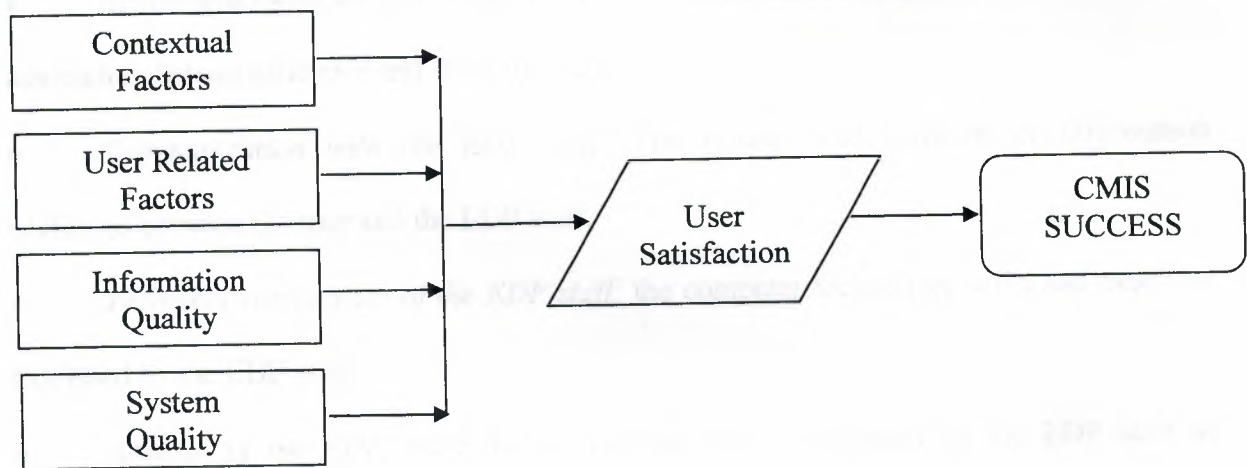 Contextual
Factors
User Related
Factors
Information
Quality
System
Quality
User
Satisfaction
CMIS
SUCCESS